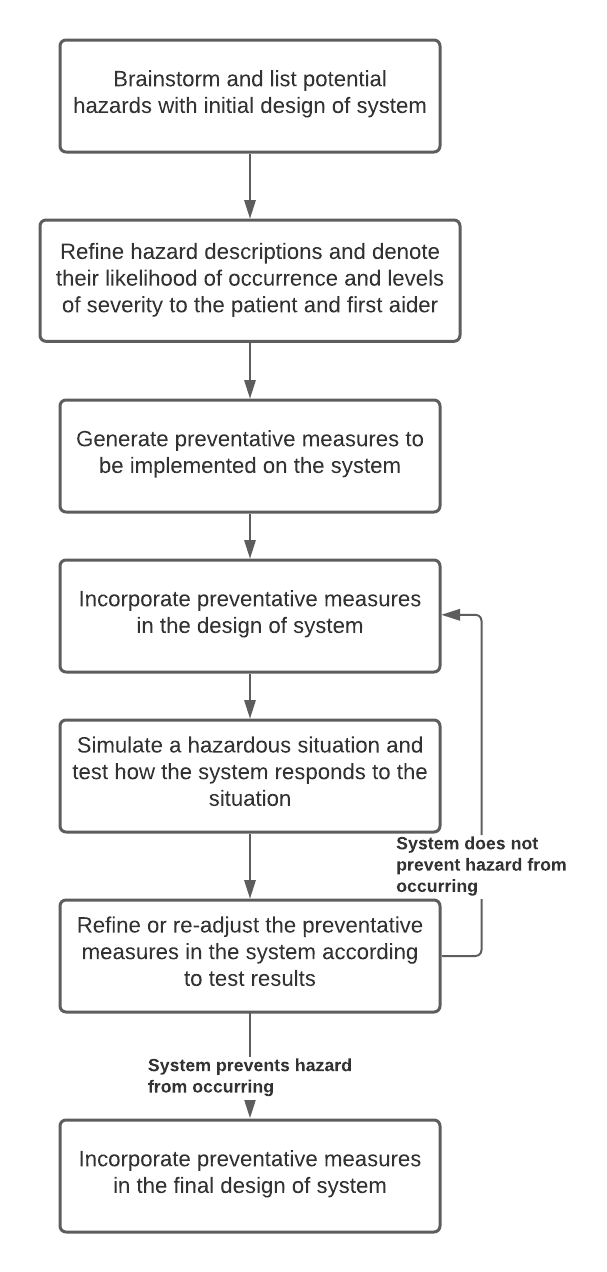 Brainstorm and list potential
hazards with initial design of system
Refine hazard descriptions and denote
their likelihood of occurrence and levels
of severity to the patient and first aider
Generate preventative measures to
be implemented on the system
Incorporate preventative measures
in the design of system
Simulate a hazardous situation and
test how the system responds to the
situation
System does not
prevent hazard from
occurring
Refine or re-adjust the preventative
measures in the system according
to test results
System prevents hazard
from occurring
Incorporate preventative measures
in the final design of system